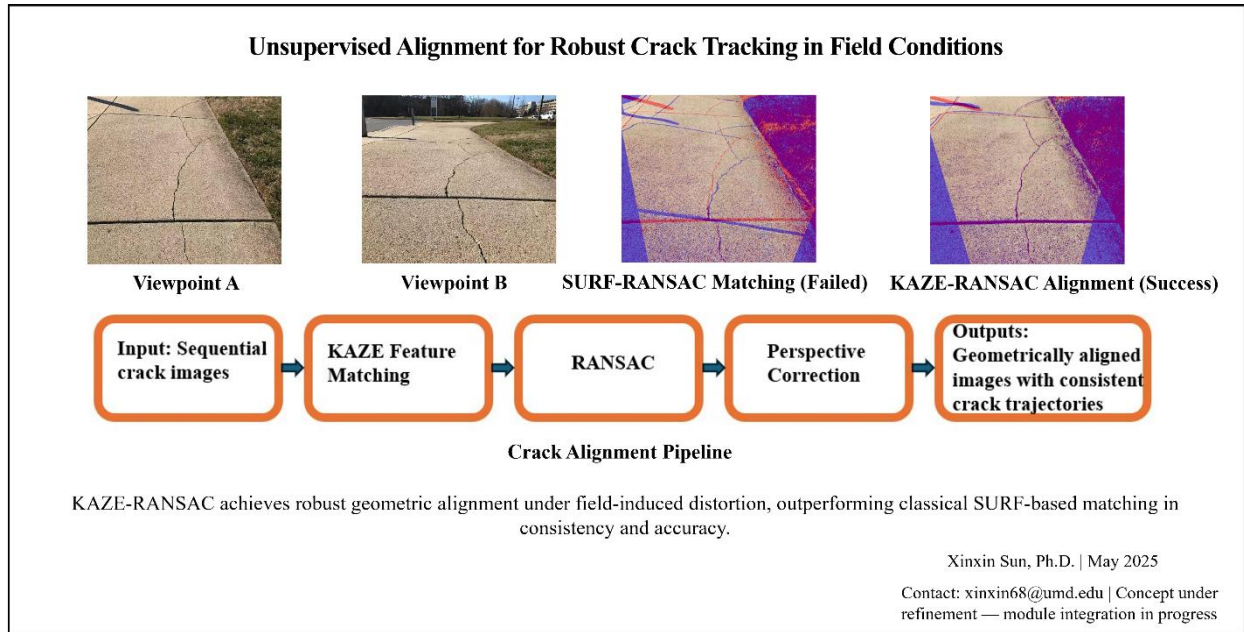 Unsupervised Alignment for Robust Crack Tracking in Field Conditions
Viewpoint A
Viewpoint B
SURF-RANSAC Matching (Failed)
KAZE-RANSAC Alignment (Success)
Input: Sequential
crack images
KAZE Feature
Matching
RANSAC
Perspective
Correction
Outputs:
Geometrically aligned
images with consistent
crack trajectories
Crack Alignment Pipeline
KAZE-RANSAC achieves robust geometric alignment under field-induced distortion, outperforming classical SURF-based matching in
consistency and accuracy.
Xinxin Sun, Ph.D. | May 2025
Contact: xinxin68@umd.edu | Concept under
refinement — module integration in progress